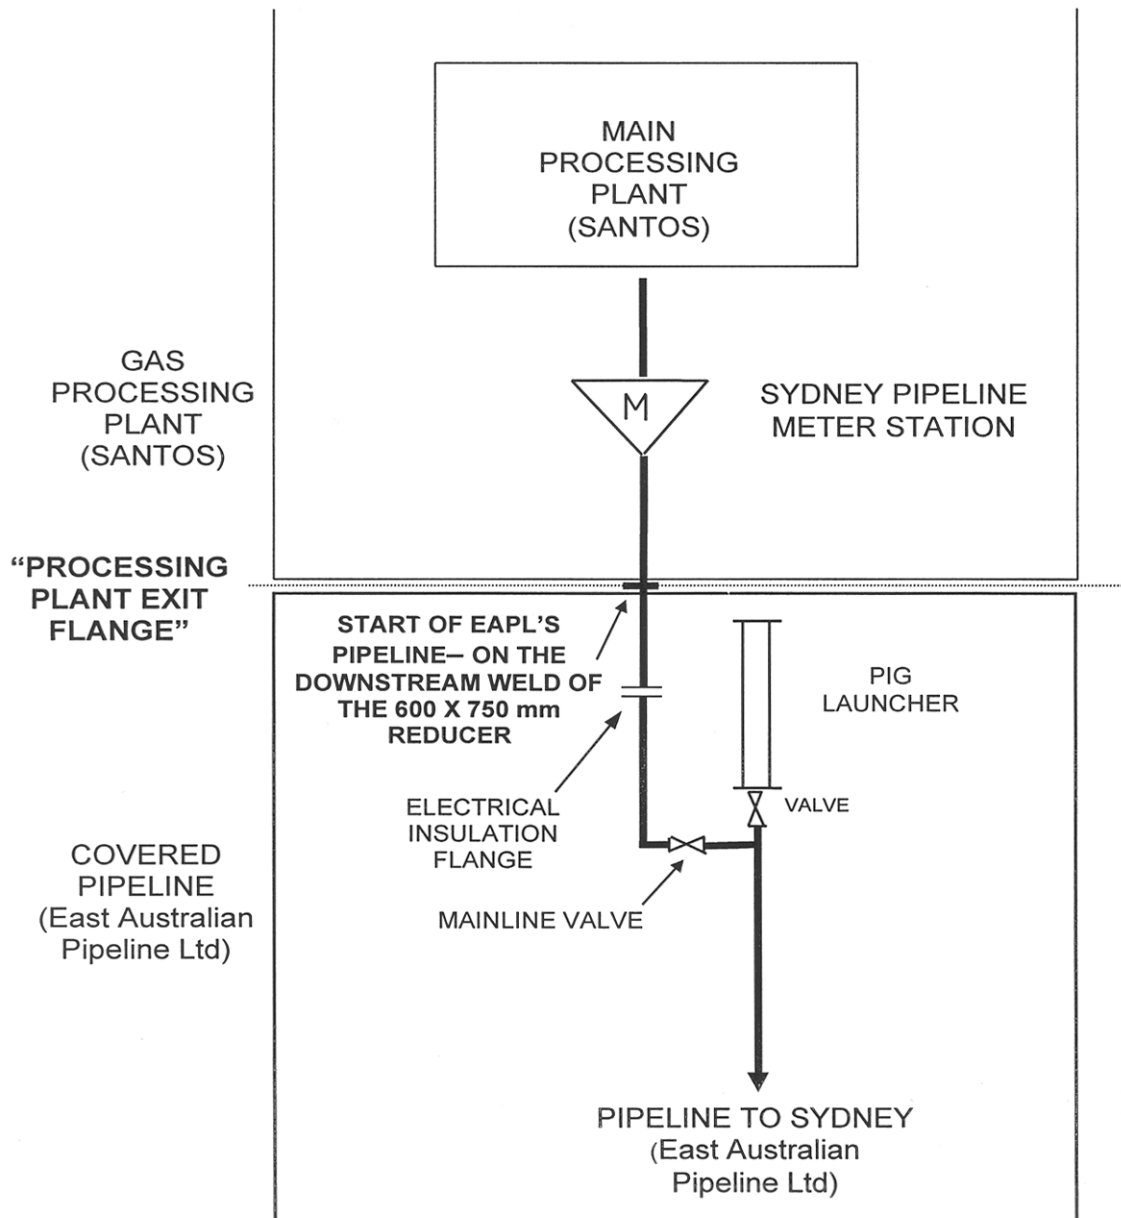 MAIN
PROCESSING
PLANT
(SANTOS)
GAS
PROCESSING
PLANT
(SANTOS)
M
SYDNEY PIPELINE
METER STATION
“PROCESSING
PLANT EXIT
FLANGE”
START OF EAPL’S
PIPELINE– ON THE
DOWNSTREAM WELD OF
THE 600 X 750 mm
REDUCER
PIG
LAUNCHER
VALVE
ELECTRICAL
INSULATION
FLANGE
COVERED
PIPELINE
(East Australian
Pipeline Ltd)
MAINLINE VALVE
PIPELINE TO SYDNEY
(East Australian
Pipeline Ltd)